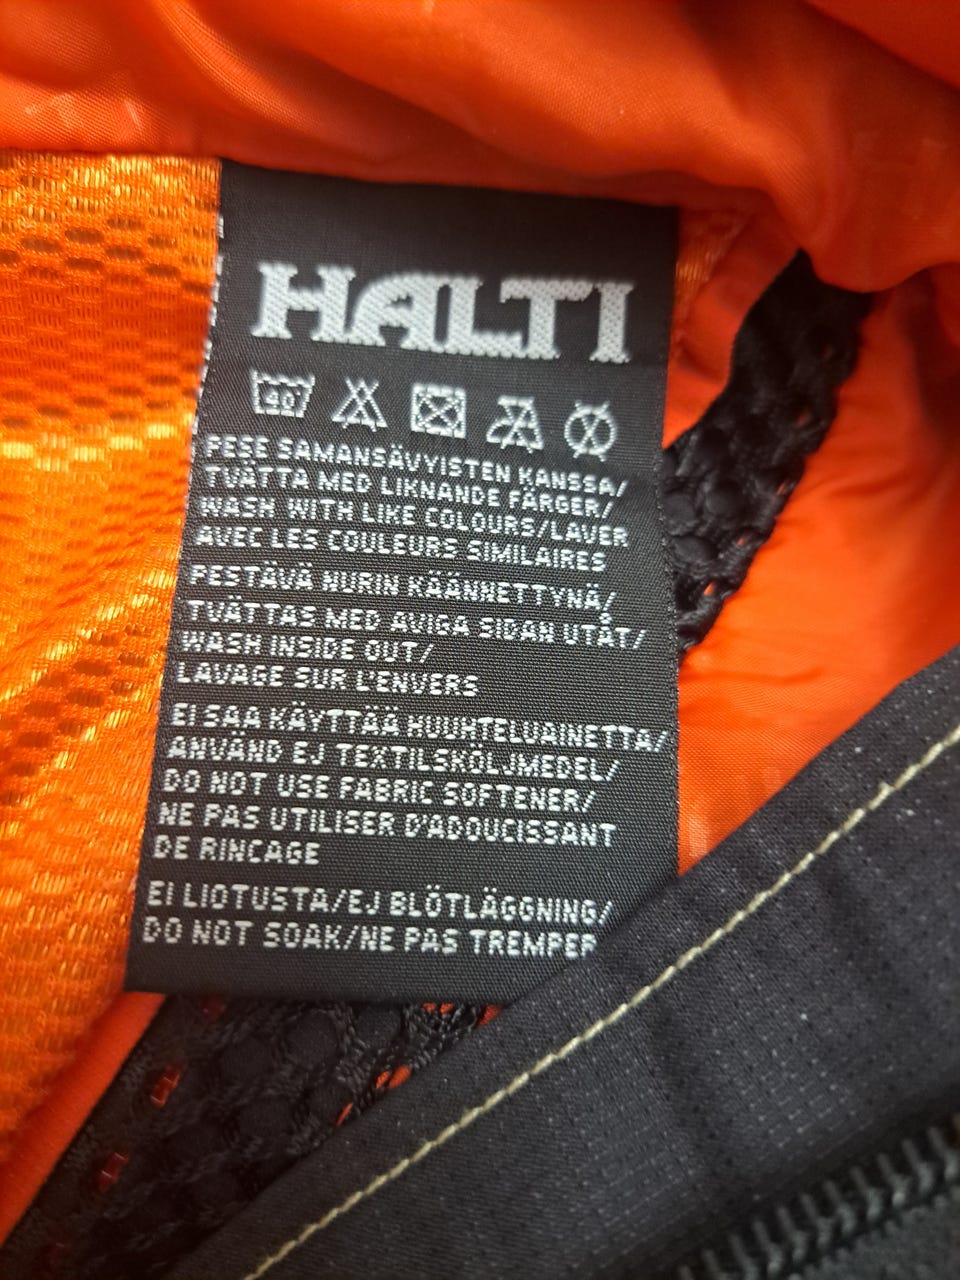 HALTI
40°
PESE SAMANSÄVYISTEN KANSSA/
TVÄTTA MED LIKNANDE FÄRGER/
WASH WITH LIKE COLOURS/LAVER
AVEC LES COULEURS SIMILAIRES
PESTÄVÄ NURIN KÄÄNNETTYNÄ/
TVÄTTAS MED AVIGA SIDAN UTÅT/
WASH INSIDE OUT/
LAVAGE SUR L'ENVERS
EI SAA KÄYTTÄÄ HUUHTELUAINETTA/
ANVÄND EJ TEXTILSKÖLJMEDEL/
DO NOT USE FABRIC SOFTENER/
NE PAS UTILISER D'ADOUCISSANT
DE RINCAGE
EI LIOTUSTA/EJ BLÖTLÄGGNING/
DO NOT SOAK/NE PAS TREMPER